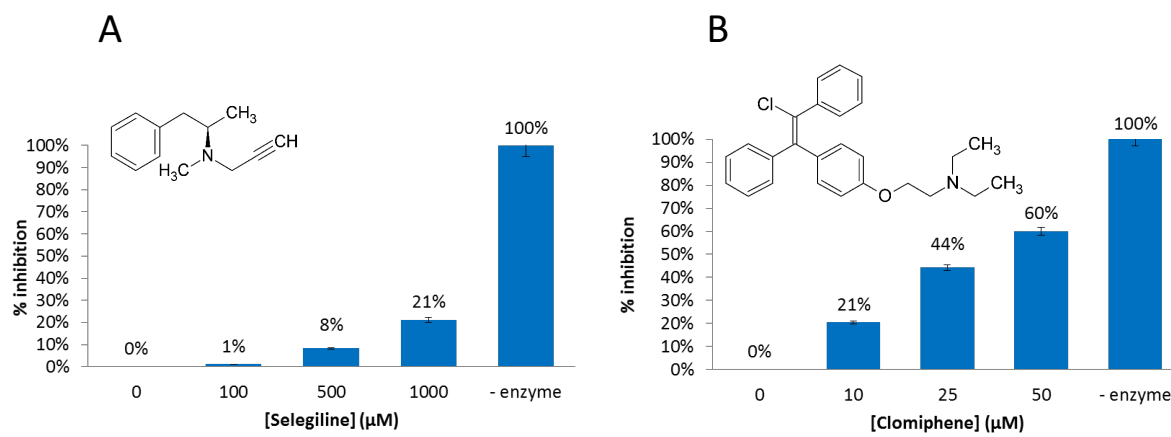 A
CH₃
N
H₃C
CH
% inhibition
100%
90%
80%
70%
60%
50%
40%
30%
20%
10%
0%
0%
1%
8%
21%
100%
0 100 500 1000 - enzyme
[Selegiline] (µM)
B
Cl
O
N
CH₃
CH₃
% inhibition
100%
90%
80%
70%
60%
50%
40%
30%
20%
10%
0%
0%
21%
44%
60%
100%
0 10 25 50 - enzyme
[Clomiphene] (µM)